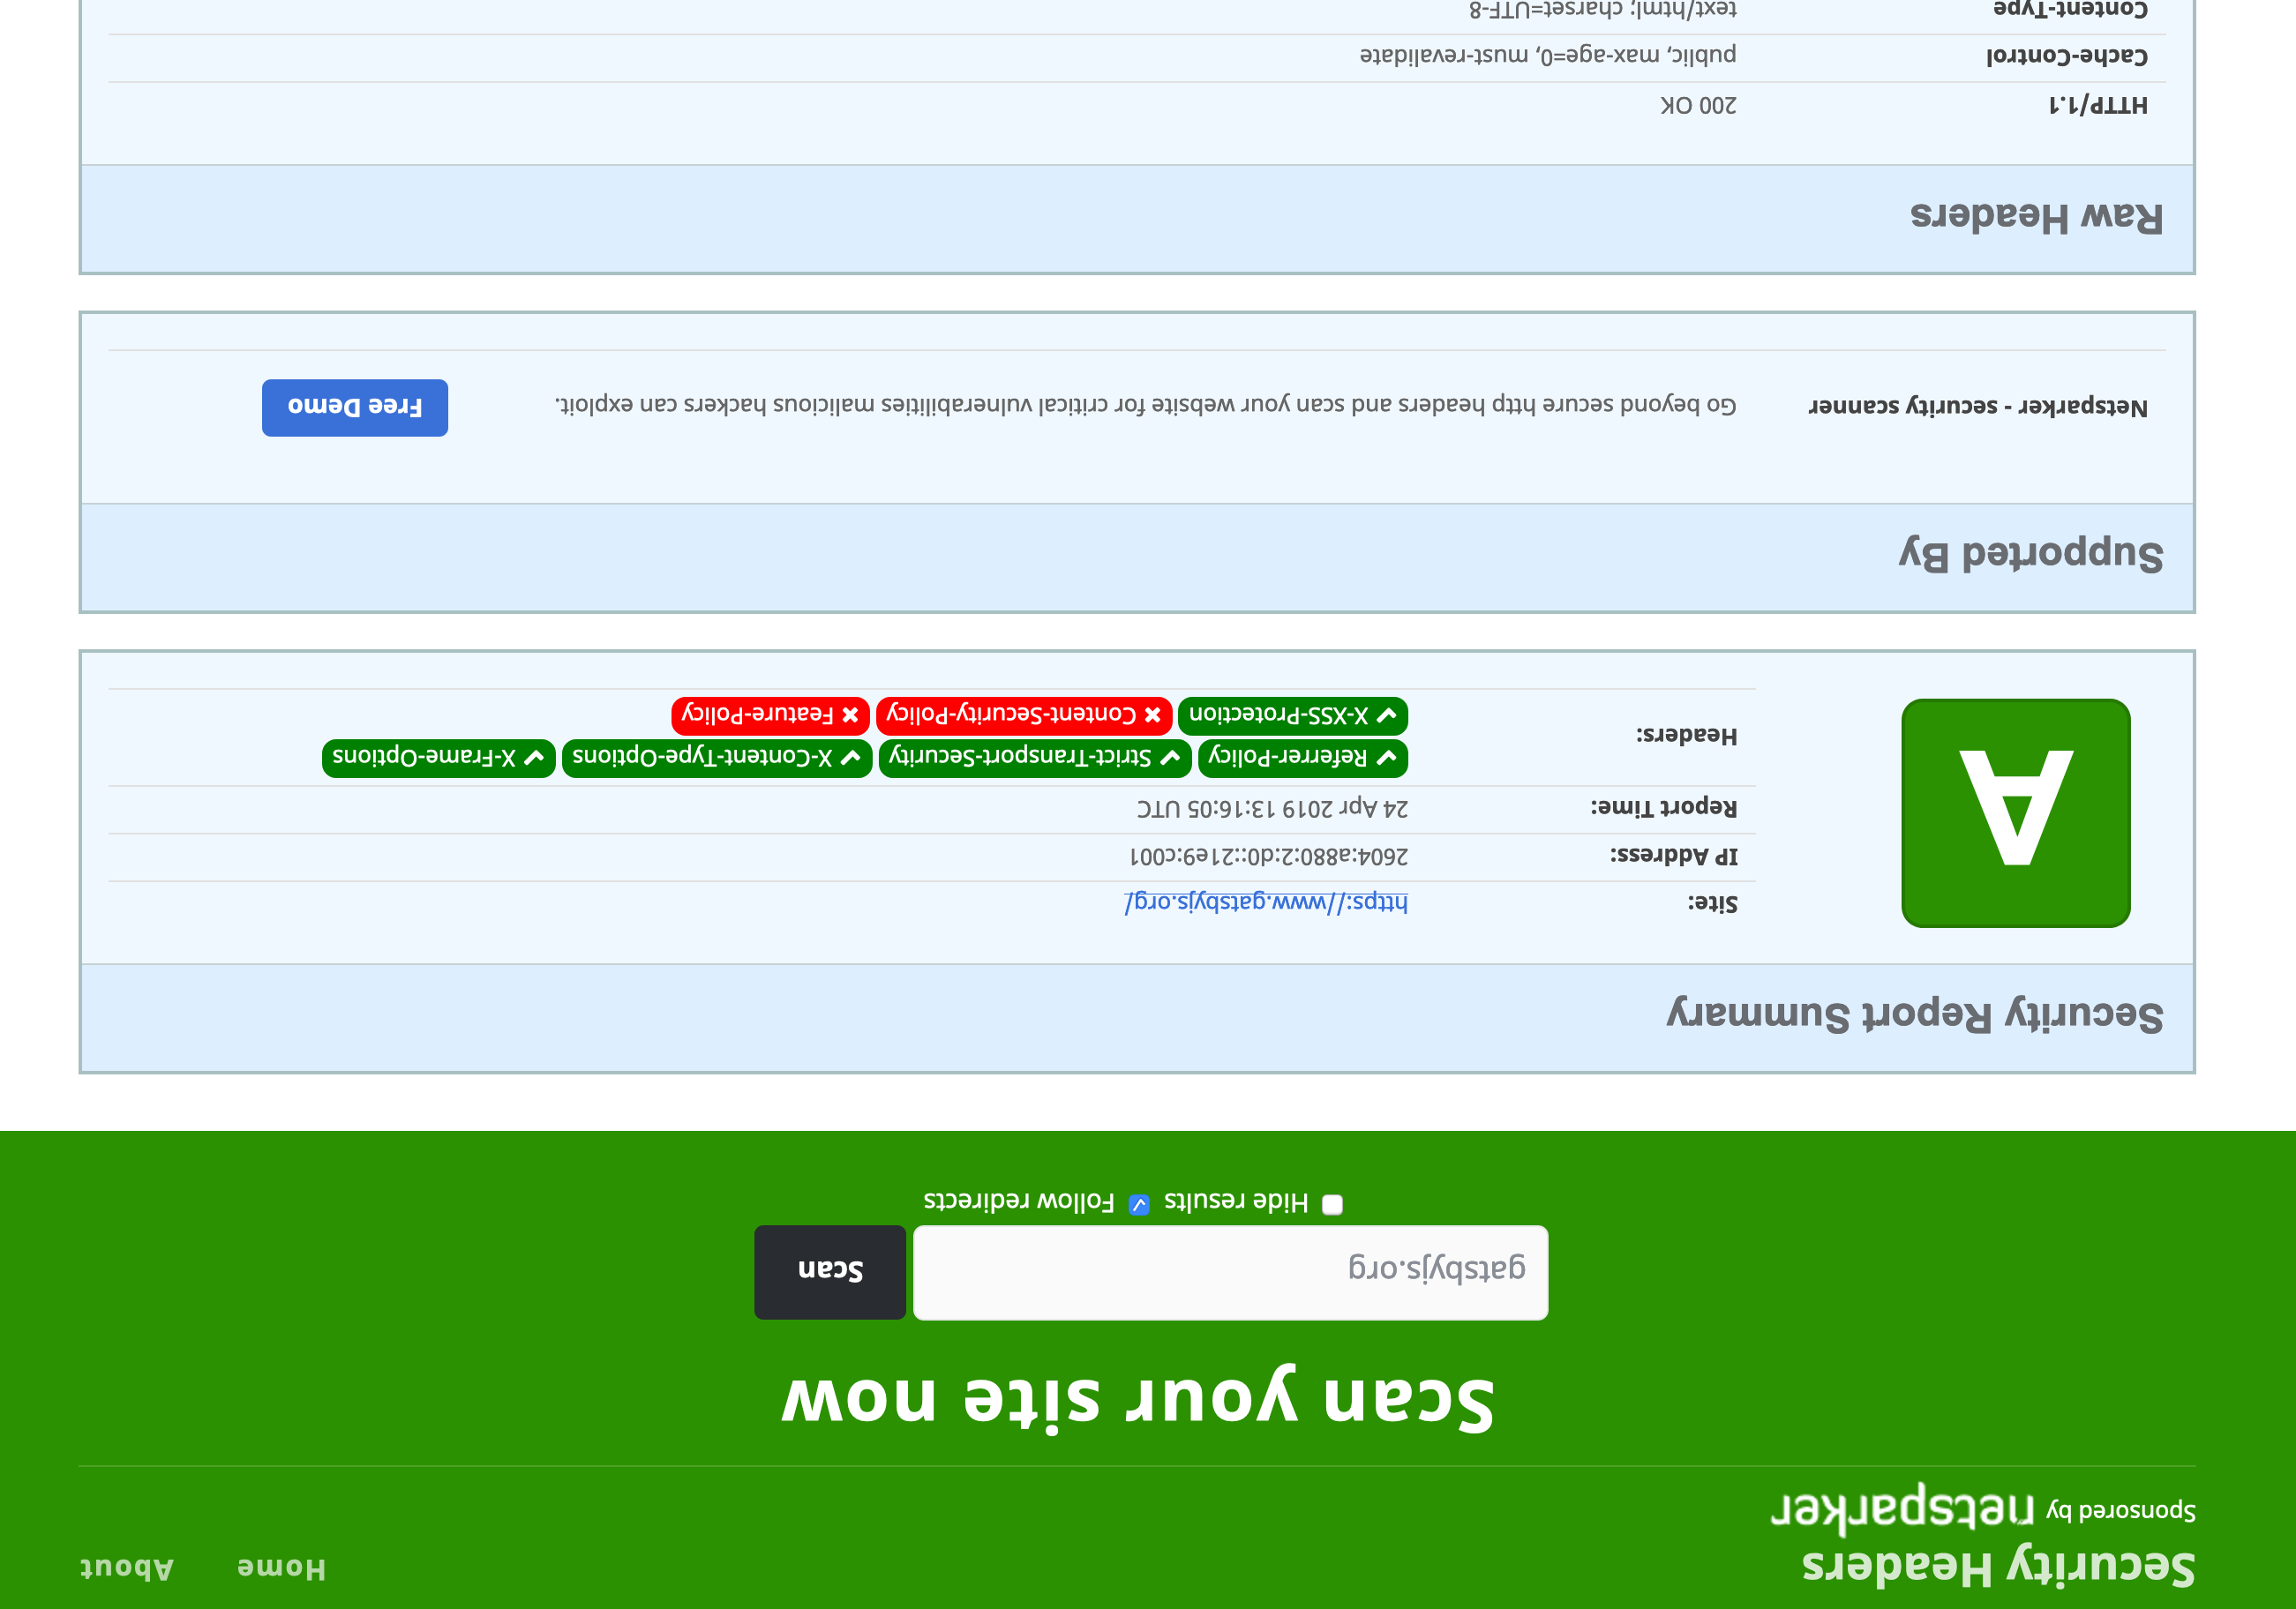 Security Headers
Home About
Sponsored by netsparker
Scan your site now
gatsbyjs.org Scan
Hide results Follow redirects
Security Report Summary
A
Site: https://www.gatsbyjs.org/
IP Address: 2604:a880:2:d0::21e9:c001
Report Time: 24 Apr 2019 13:16:05 UTC
Headers: Referrer-Policy Strict-Transport-Security X-Content-Type-Options X-Frame-Options
X-XSS-Protection Content-Security-Policy Feature-Policy
Supported By
Netsparker - security scanner Go beyond secure http headers and scan your website for critical vulnerabilities malicious hackers can exploit. Free Demo
Raw Headers
HTTP/1.1 200 OK
Cache-Control public, max-age=0, must-revalidate
Content-Type text/html; charset=UTF-8